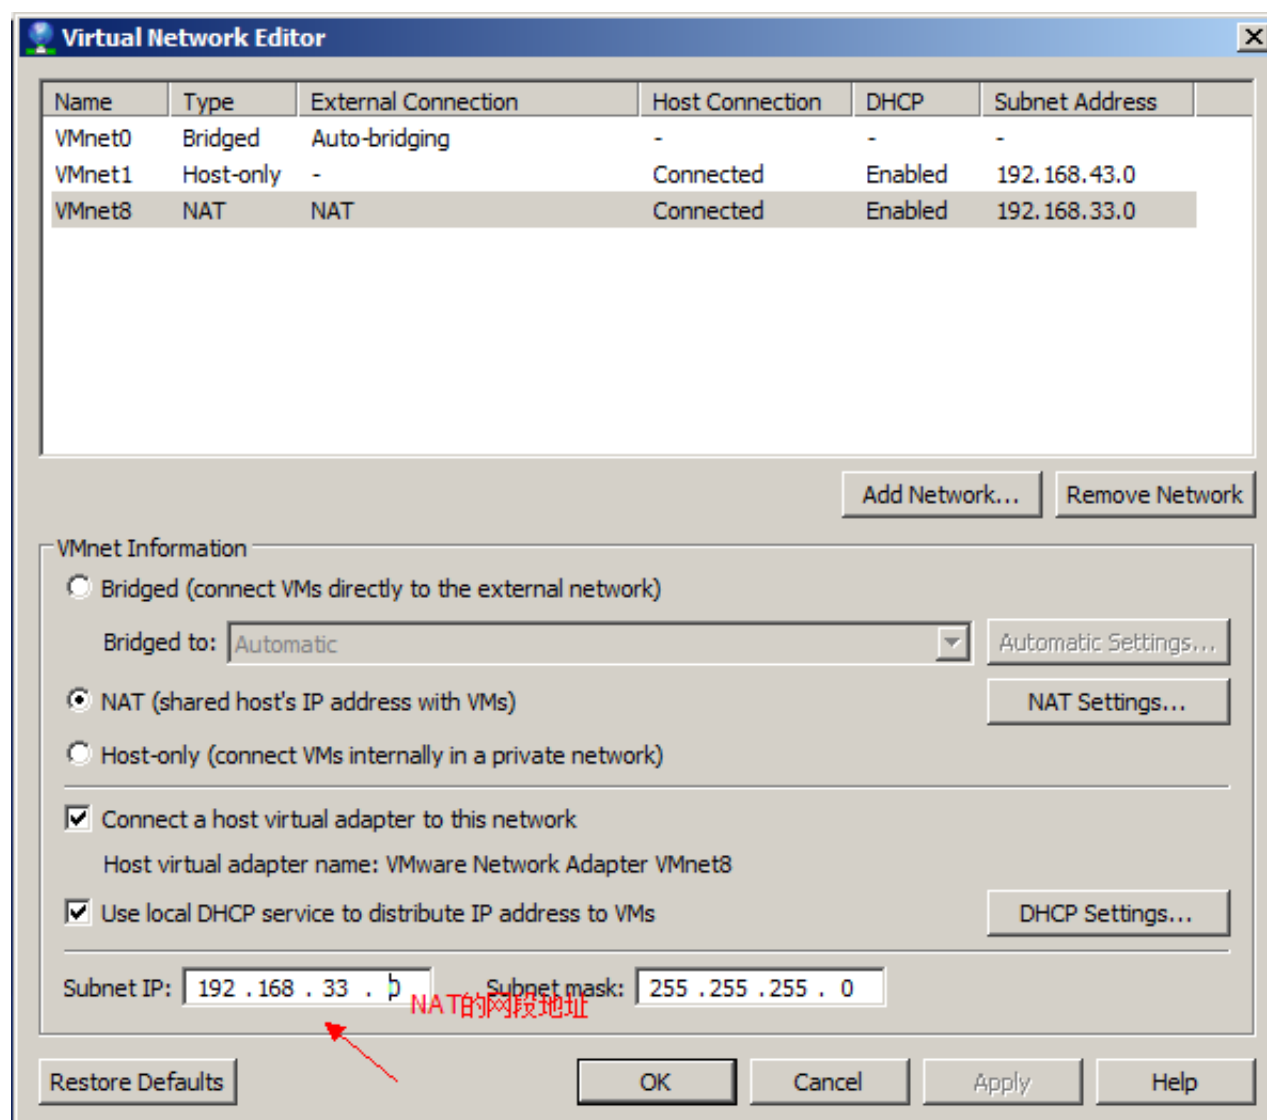 Virtual Network Editor
Name Type External Connection Host Connection DHCP Subnet Address
VMnet0 Bridged Auto-bridging - - -
VMnet1 Host-only - Connected Enabled 192.168.43.0
VMnet8 NAT NAT Connected Enabled 192.168.33.0
Add Network... Remove Network
VMnet Information
Bridged (connect VMs directly to the external network)
Bridged to: Automatic Automatic Settings...
NAT (shared host's IP address with VMs) NAT Settings...
Host-only (connect VMs internally in a private network)
Connect a host virtual adapter to this network
Host virtual adapter name: VMware Network Adapter VMnet8
Use local DHCP service to distribute IP address to VMs DHCP Settings...
Subnet IP: 192 . 168 . 33 . 0 Subnet mask: 255 . 255 . 255 . 0
NAT的网段地址
Restore Defaults OK Cancel Apply Help